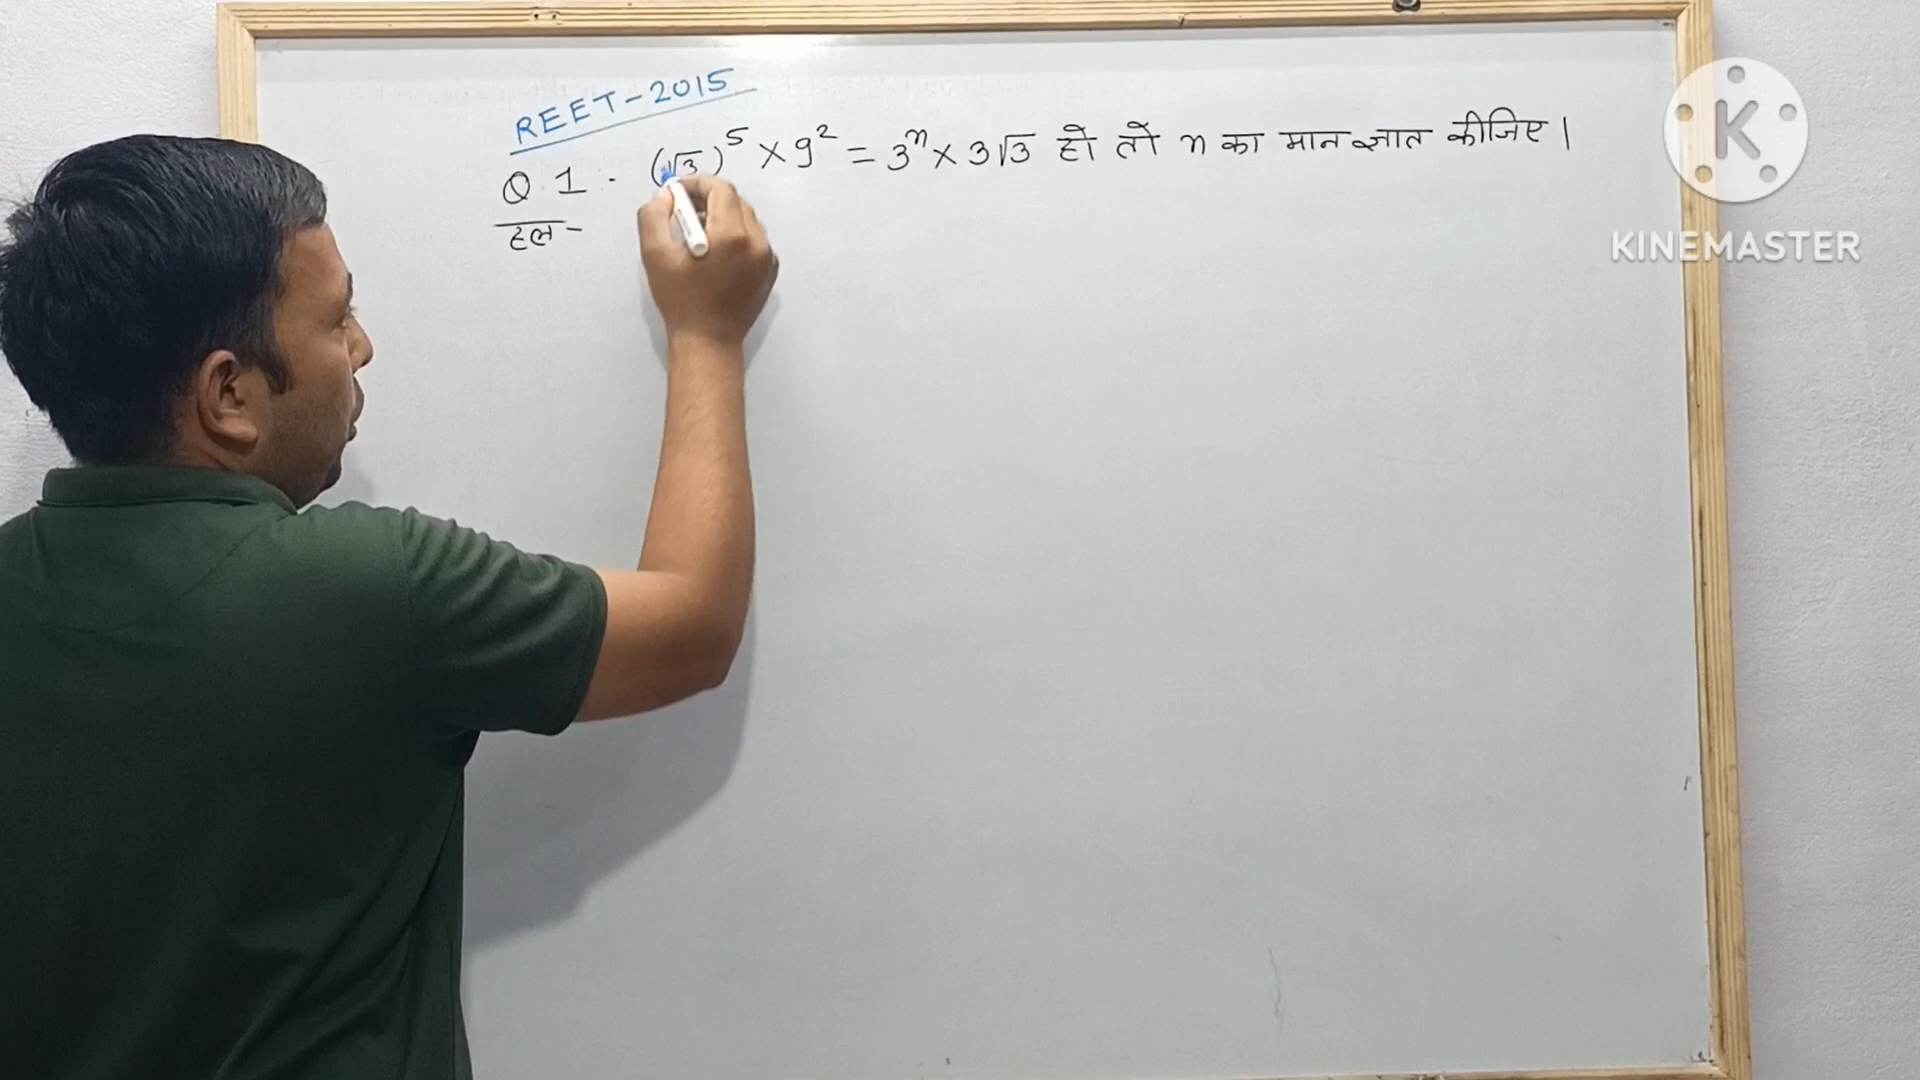 REET-2015
Q.1. (√3)⁵ × 9² = 3ⁿ × 3√3 हो तो n का मान ज्ञात कीजिए।
हल-
K
KINEMASTER